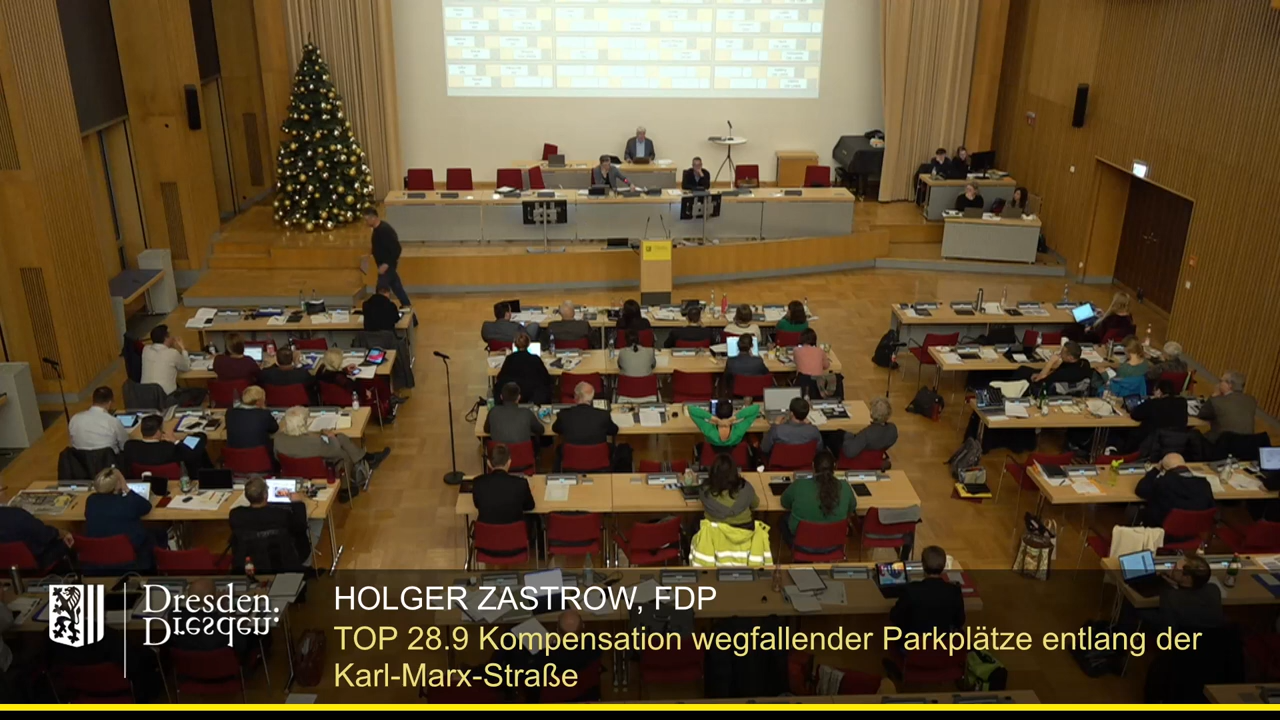 HOLGER ZASTROW, FDP
TOP 28.9 Kompensation wegfallender Parkplätze entlang der
Karl-Marx-Straße
Dresden.
Dresden.